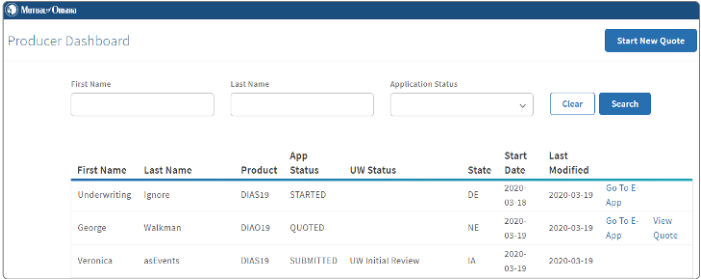 Mutual of Omaha
Producer Dashboard
Start New Quote
First Name Last Name Application Status
Clear Search
First Name Last Name Product App Status UW Status State Start Date Last Modified
Underwriting Ignore DIAS19 STARTED DE 2020-03-18 2020-03-19 Go To E-App
George Walkman DIAO19 QUOTED NE 2020-03-19 2020-03-19 Go To E-App View Quote
Veronica asEvents DIAS19 SUBMITTED UW Initial Review IA 2020-03-19 2020-03-19